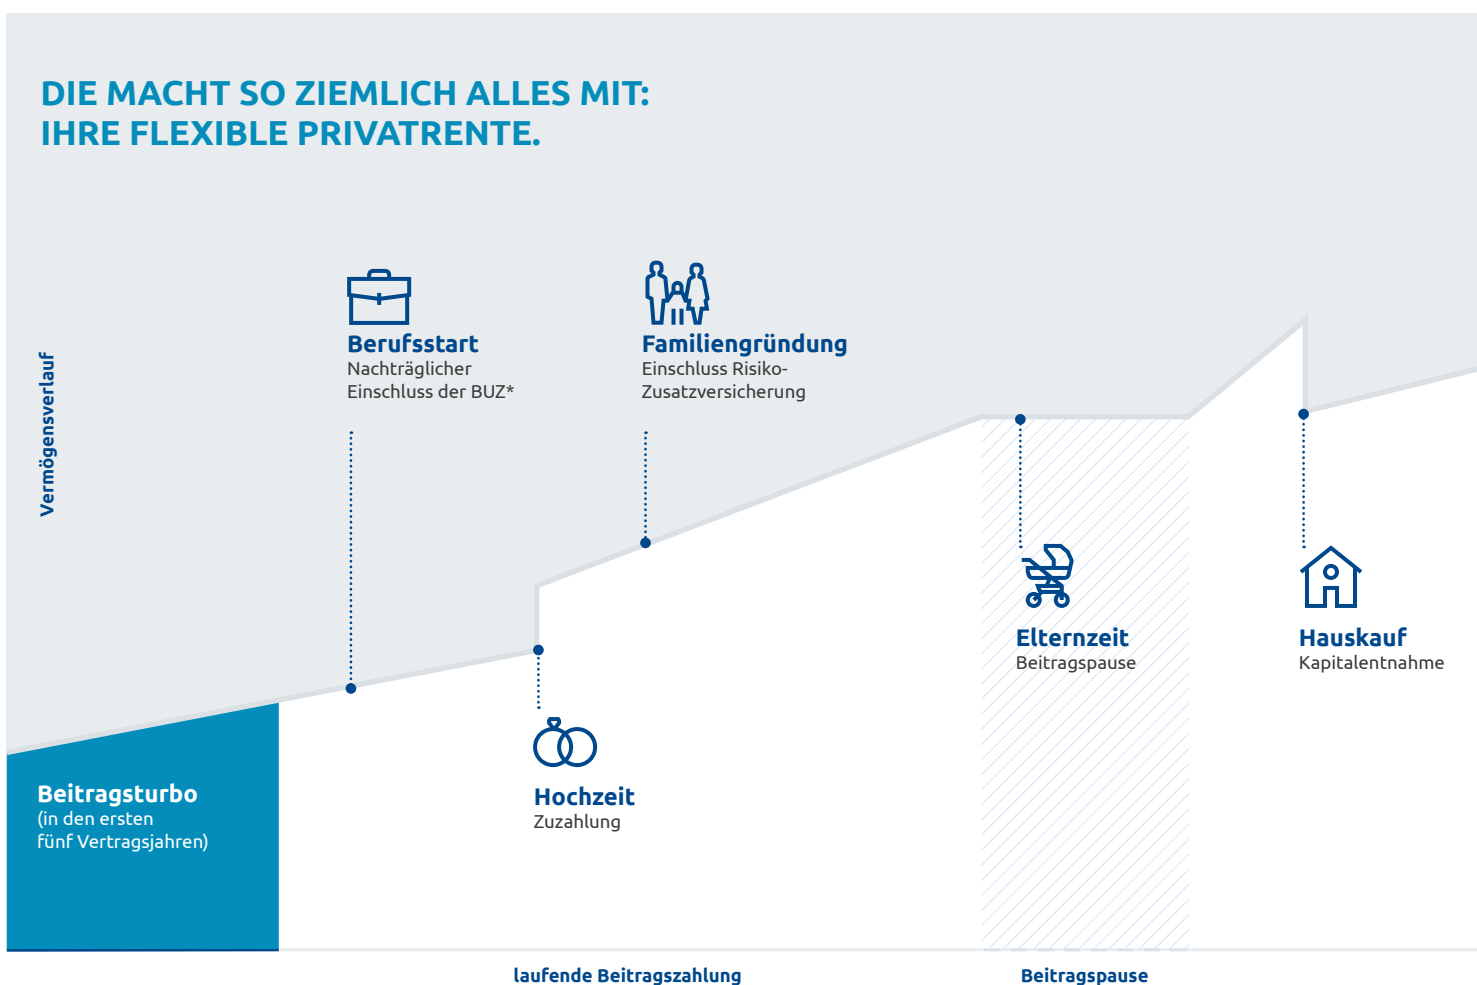 DIE MACHT SO ZIEMLICH ALLES MIT:
IHRE FLEXIBLE PRIVATRENTE.
Vermögensverlauf
Berufsstart
Nachträglicher
Einschluss der BUZ*
Familiengründung
Einschluss Risiko-
Zusatzversicherung
Elternzeit
Beitragspause
Hauskauf
Kapitalentnahme
Beitragsturbo
(in den ersten
fünf Vertragsjahren)
Hochzeit
Zuzahlung
laufende Beitragszahlung
Beitragspause